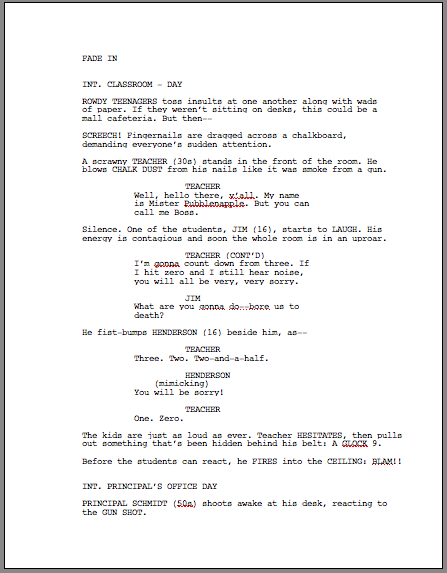 FADE IN
INT. CLASSROOM – DAY
ROWDY TEENAGERS toss insults at one another along with wads
of paper. If they weren't sitting on desks, this could be a
mall cafeteria. But then--
SCREECH! Fingernails are dragged across a chalkboard,
demanding everyone's sudden attention.
A scrawny TEACHER (30s) stands in the front of the room. He
blows CHALK DUST from his nails like it was smoke from a gun.
TEACHER
Well, hello there, y'all. My name
is Mister Pubblenapple. But you can
call me Boss.
Silence. One of the students, JIM (16), starts to LAUGH. His
energy is contagious and soon the whole room is in an uproar.
TEACHER (CONT'D)
I'm gonna count down from three. If
I hit zero and I still hear noise,
you will all be very, very sorry.
JIM
What are you gonna do--bore us to
death?
He fist-bumps HENDERSON (16) beside him, as--
TEACHER
Three. Two. Two-and-a-half.
HENDERSON
(mimicking)
You will be sorry!
TEACHER
One. Zero.
The kids are just as loud as ever. Teacher HESITATES, then pulls
out something that's been hidden behind his belt: A GLOCK 9.
Before the students can react, he FIRES into the CEILING: BLAM!!
INT. PRINCIPAL'S OFFICE DAY
PRINCIPAL SCHMIDT (50s) shoots awake at his desk, reacting to
the GUN SHOT.